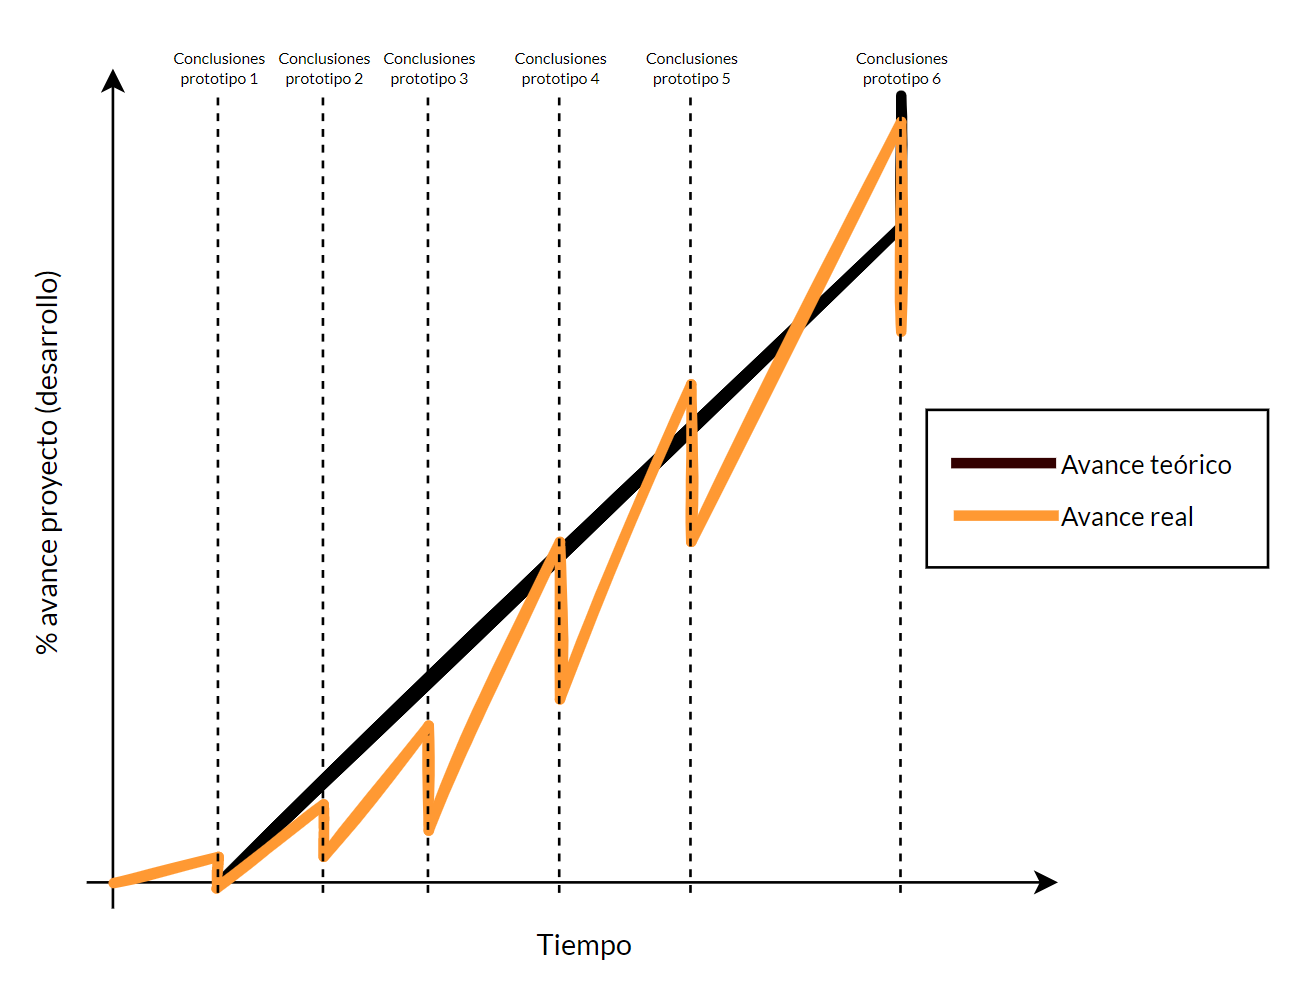 Conclusiones
prototipo 1
Conclusiones
prototipo 2
Conclusiones
prototipo 3
Conclusiones
prototipo 4
Conclusiones
prototipo 5
Conclusiones
prototipo 6
% avance proyecto (desarrollo)
Avance teórico
Avance real
Tiempo